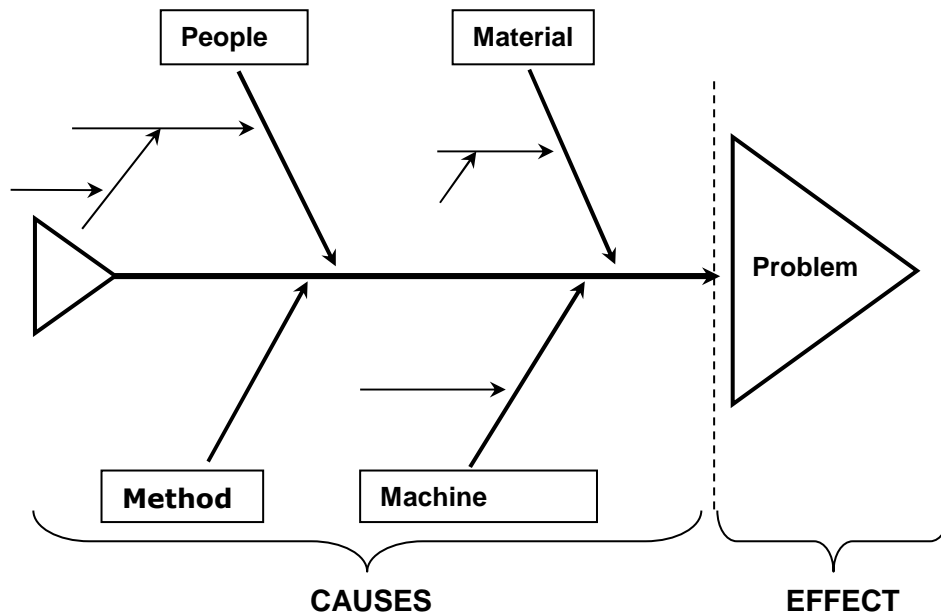 People
Material
Problem
Method
Machine
CAUSES
EFFECT